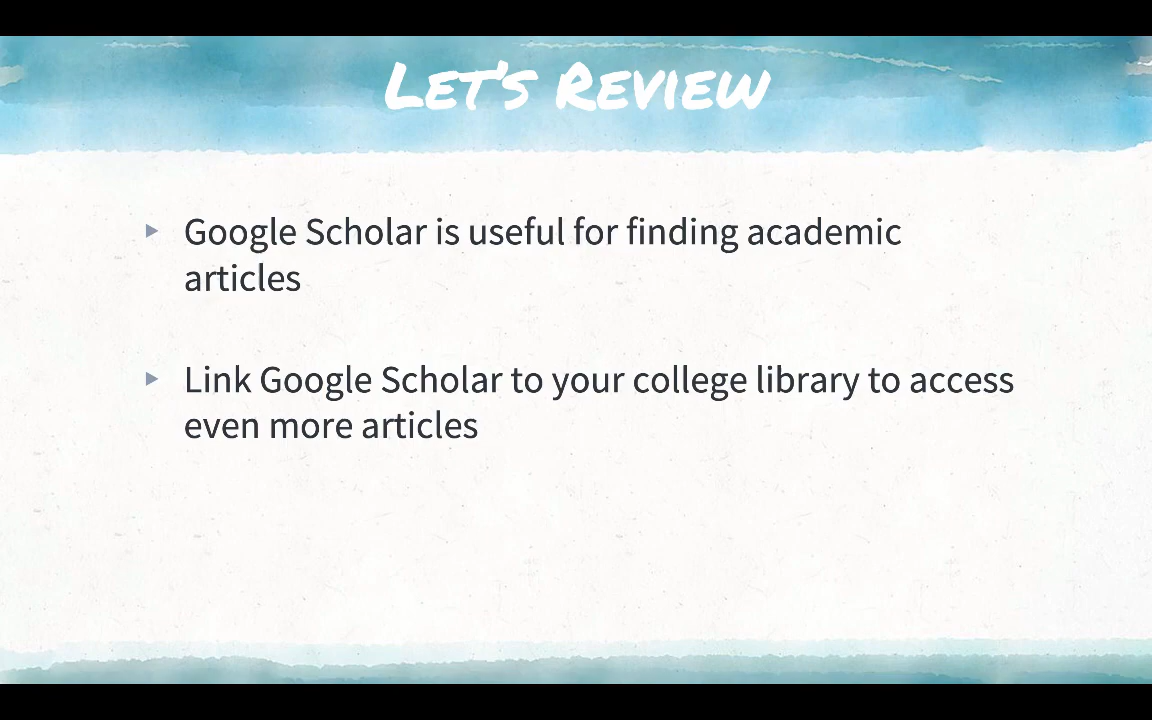 Let's Review
▸ Google Scholar is useful for finding academic
articles
▸ Link Google Scholar to your college library to access
even more articles